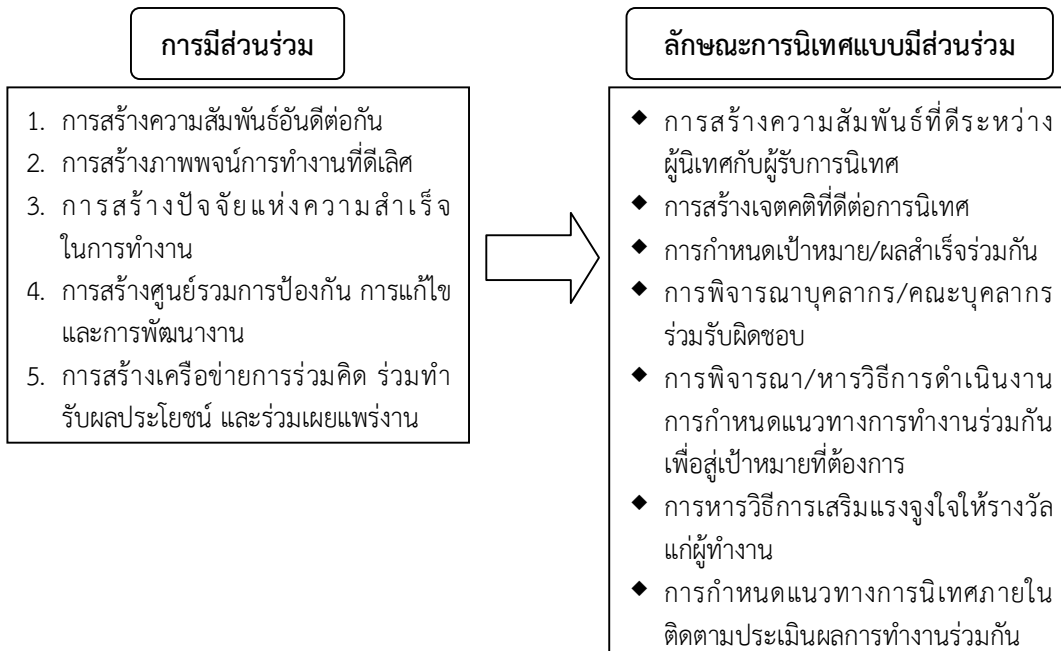 การมีส่วนร่วม
1. การสร้างความสัมพันธ์อันดีต่อกัน
2. การสร้างภาพพจน์การทำงานที่ดีเลิศ
3. การสร้างปัจจัยแห่งความสำเร็จ
ในการทำงาน
4. การสร้างศูนย์รวมการป้องกัน การแก้ไข
และการพัฒนางาน
5. การสร้างเครือข่ายการร่วมคิด ร่วมทำ
รับผลประโยชน์ และร่วมเผยแพร่งาน
ลักษณะการนิเทศแบบมีส่วนร่วม
◆ การสร้างความสัมพันธ์ที่ดีระหว่าง
ผู้นิเทศกับผู้รับการนิเทศ
◆ การสร้างเจตคติที่ดีต่อการนิเทศ
◆ การกำหนดเป้าหมาย/ผลสำเร็จร่วมกัน
◆ การพิจารณาบุคลากร/คณะบุคลากร
ร่วมรับผิดชอบ
◆ การพิจารณา/หารวิธีการดำเนินงาน
การกำหนดแนวทางการทำงานร่วมกัน
เพื่อสู่เป้าหมายที่ต้องการ
◆ การหารวิธีการเสริมแรงจูงใจให้รางวัล
แก่ผู้ทำงาน
◆ การกำหนดแนวทางการนิเทศภายใน
ติดตามประเมินผลการทำงานร่วมกัน